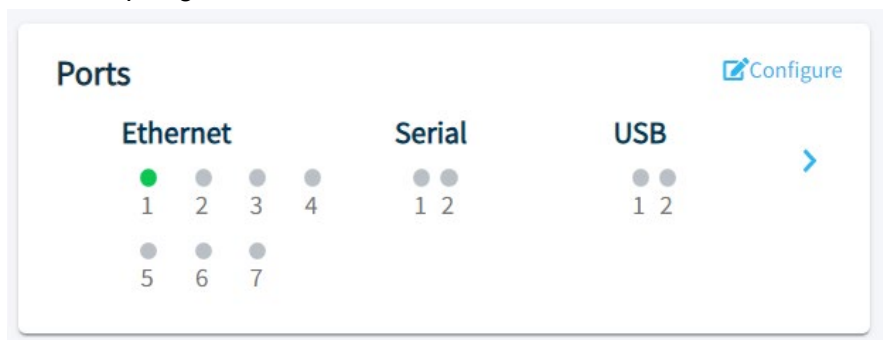 Ports
Configure
Ethernet
Serial
USB
1 2 3 4
1 2
1 2
5 6 7